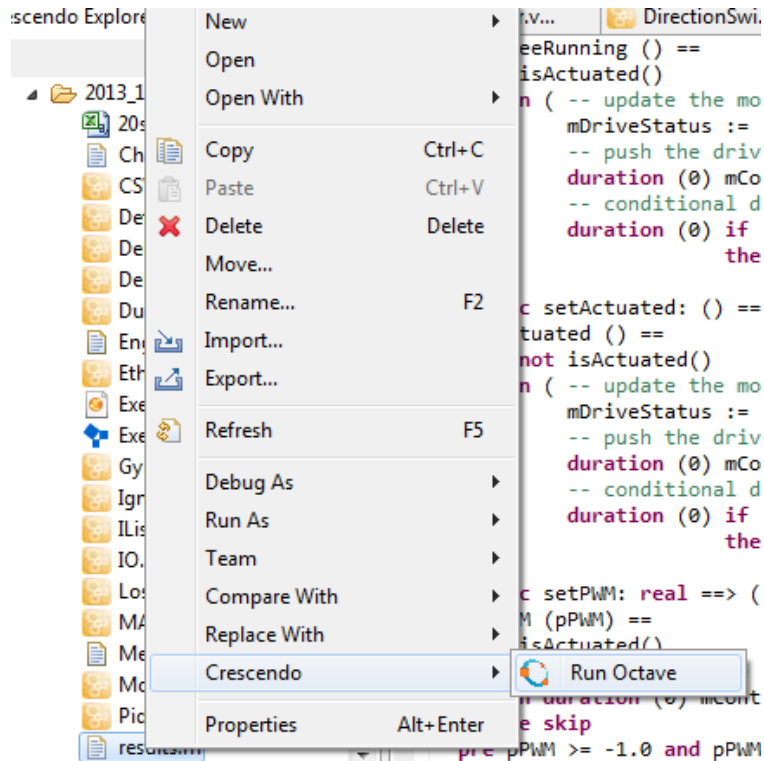 scendo Explore
2013_1
20s
Ch
CS
De
De
De
Du
Eng
Eth
Exe
Exe
Gy
Ign
ILis
IO.
Los
MA
Me
Mo
Pid
results.m
New
Open
Open With
Copy Ctrl+C
Paste Ctrl+V
Delete Delete
Move...
Rename... F2
Import...
Export...
Refresh F5
Debug As
Run As
Team
Compare With
Replace With
Crescendo
Properties Alt+Enter
Run Octave
r.v... DirectionSwi.
eeRunning () ==
isActuated()
n ( -- update the mo
mDriveStatus :=
-- push the driv
duration (0) mCo
-- conditional d
duration (0) if
the
c setActuated: () ==
tuated () ==
not isActuated()
n ( -- update the mo
mDriveStatus :=
-- push the driv
duration (0) mCo
-- conditional d
duration (0) if
the
c setPWM: real ==> (
M (pPWM) ==
isActuated()
n duration (0) mCont
e skip
pre pPWM >= -1.0 and pPWM